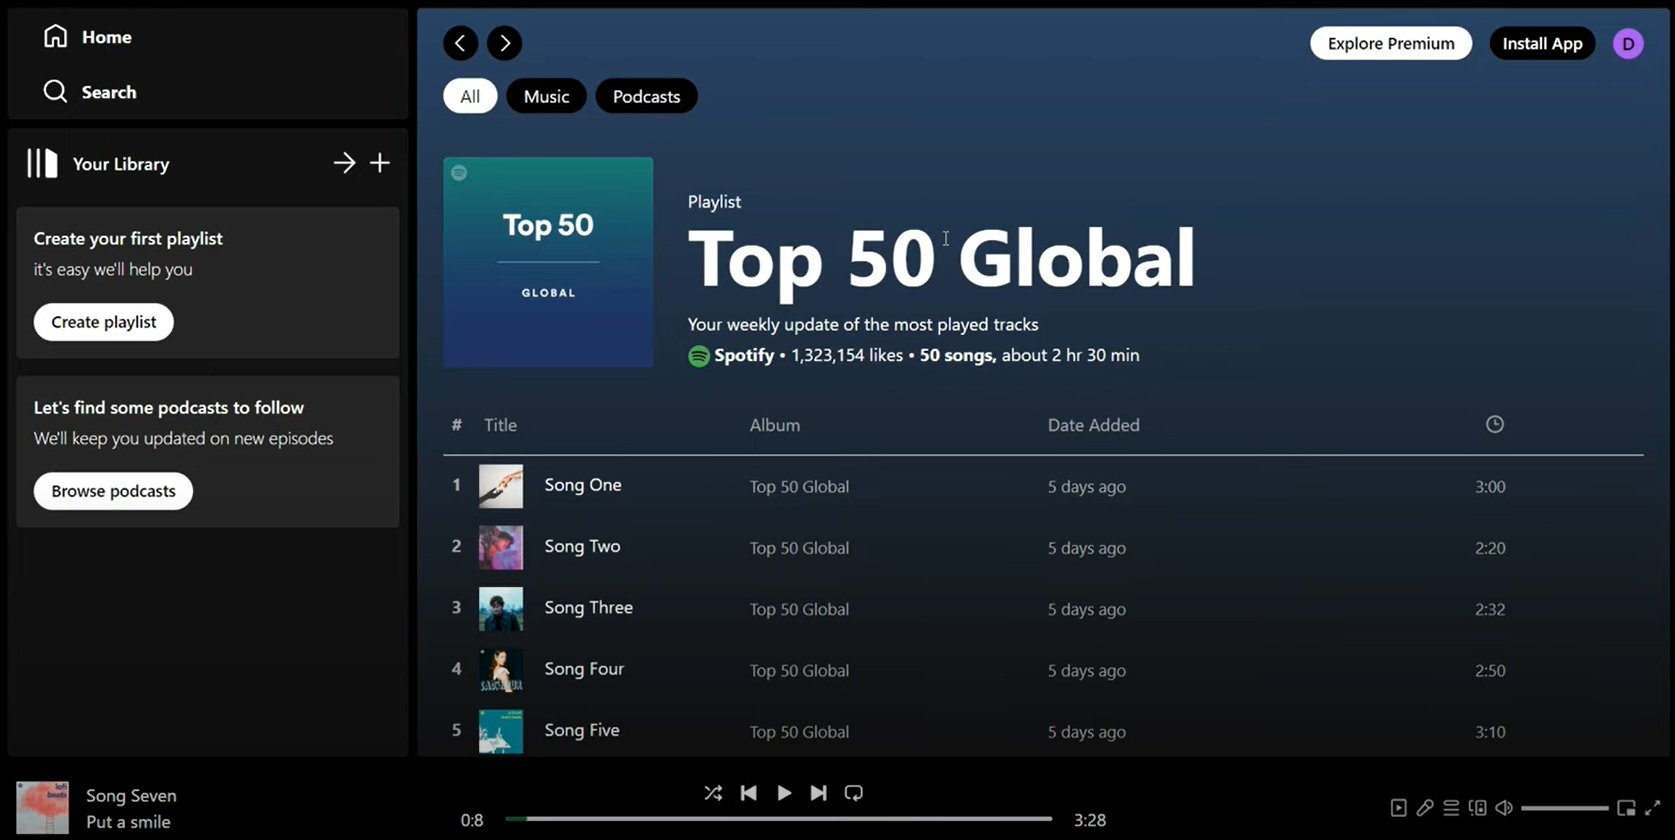 Home
Search
Your Library
Create your first playlist
it's easy we'll help you
Create playlist
Let's find some podcasts to follow
We'll keep you updated on new episodes
Browse podcasts
Explore Premium
Install App
D
All
Music
Podcasts
Top 50
GLOBAL
Playlist
Top 50 Global
Your weekly update of the most played tracks
Spotify • 1,323,154 likes • 50 songs, about 2 hr 30 min
# Title Album Date Added
1 Song One Top 50 Global 5 days ago 3:00
2 Song Two Top 50 Global 5 days ago 2:20
3 Song Three Top 50 Global 5 days ago 2:32
4 Song Four Top 50 Global 5 days ago 2:50
5 Song Five Top 50 Global 5 days ago 3:10
lofi
beats
Song Seven
Put a smile
0:8
3:28